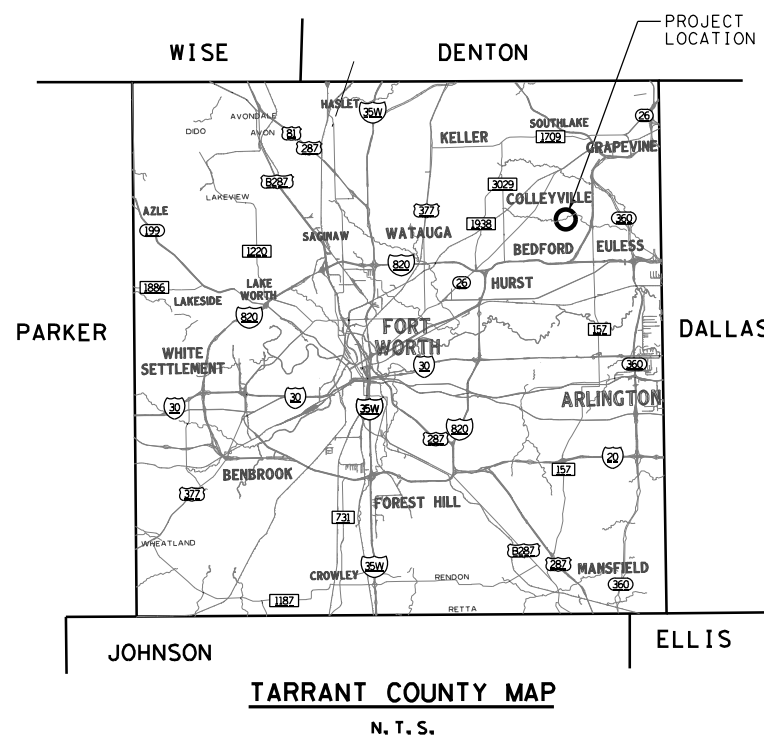 PROJECT
LOCATION
WISE
DENTON
HASLET
35W
AVONDALE
DIDO
AVON
81
287
KELLER
SOUTHLAKE
1709
26
GRAPEVINE
B287
3029
LAKEVIEW
COLLEYVILLE
AZLE
199
377
1938
360
SAGINAW
WATAUGA
BEDFORD
EULESS
1220
820
26
HURST
1886
LAKESIDE
LAKE
WORTH
820
PARKER
FORT
WORTH
157
DALLAS
WHITE
SETTLEMENT
30
360
30
30
35W
ARLINGTON
287
820
20
BENBROOK
157
377
FOREST HILL
731
WHEATLAND
B287
287
35W
CROWLEY
RENDON
MANSFIELD
360
1187
RETTA
JOHNSON
ELLIS
TARRANT COUNTY MAP
N.T.S.